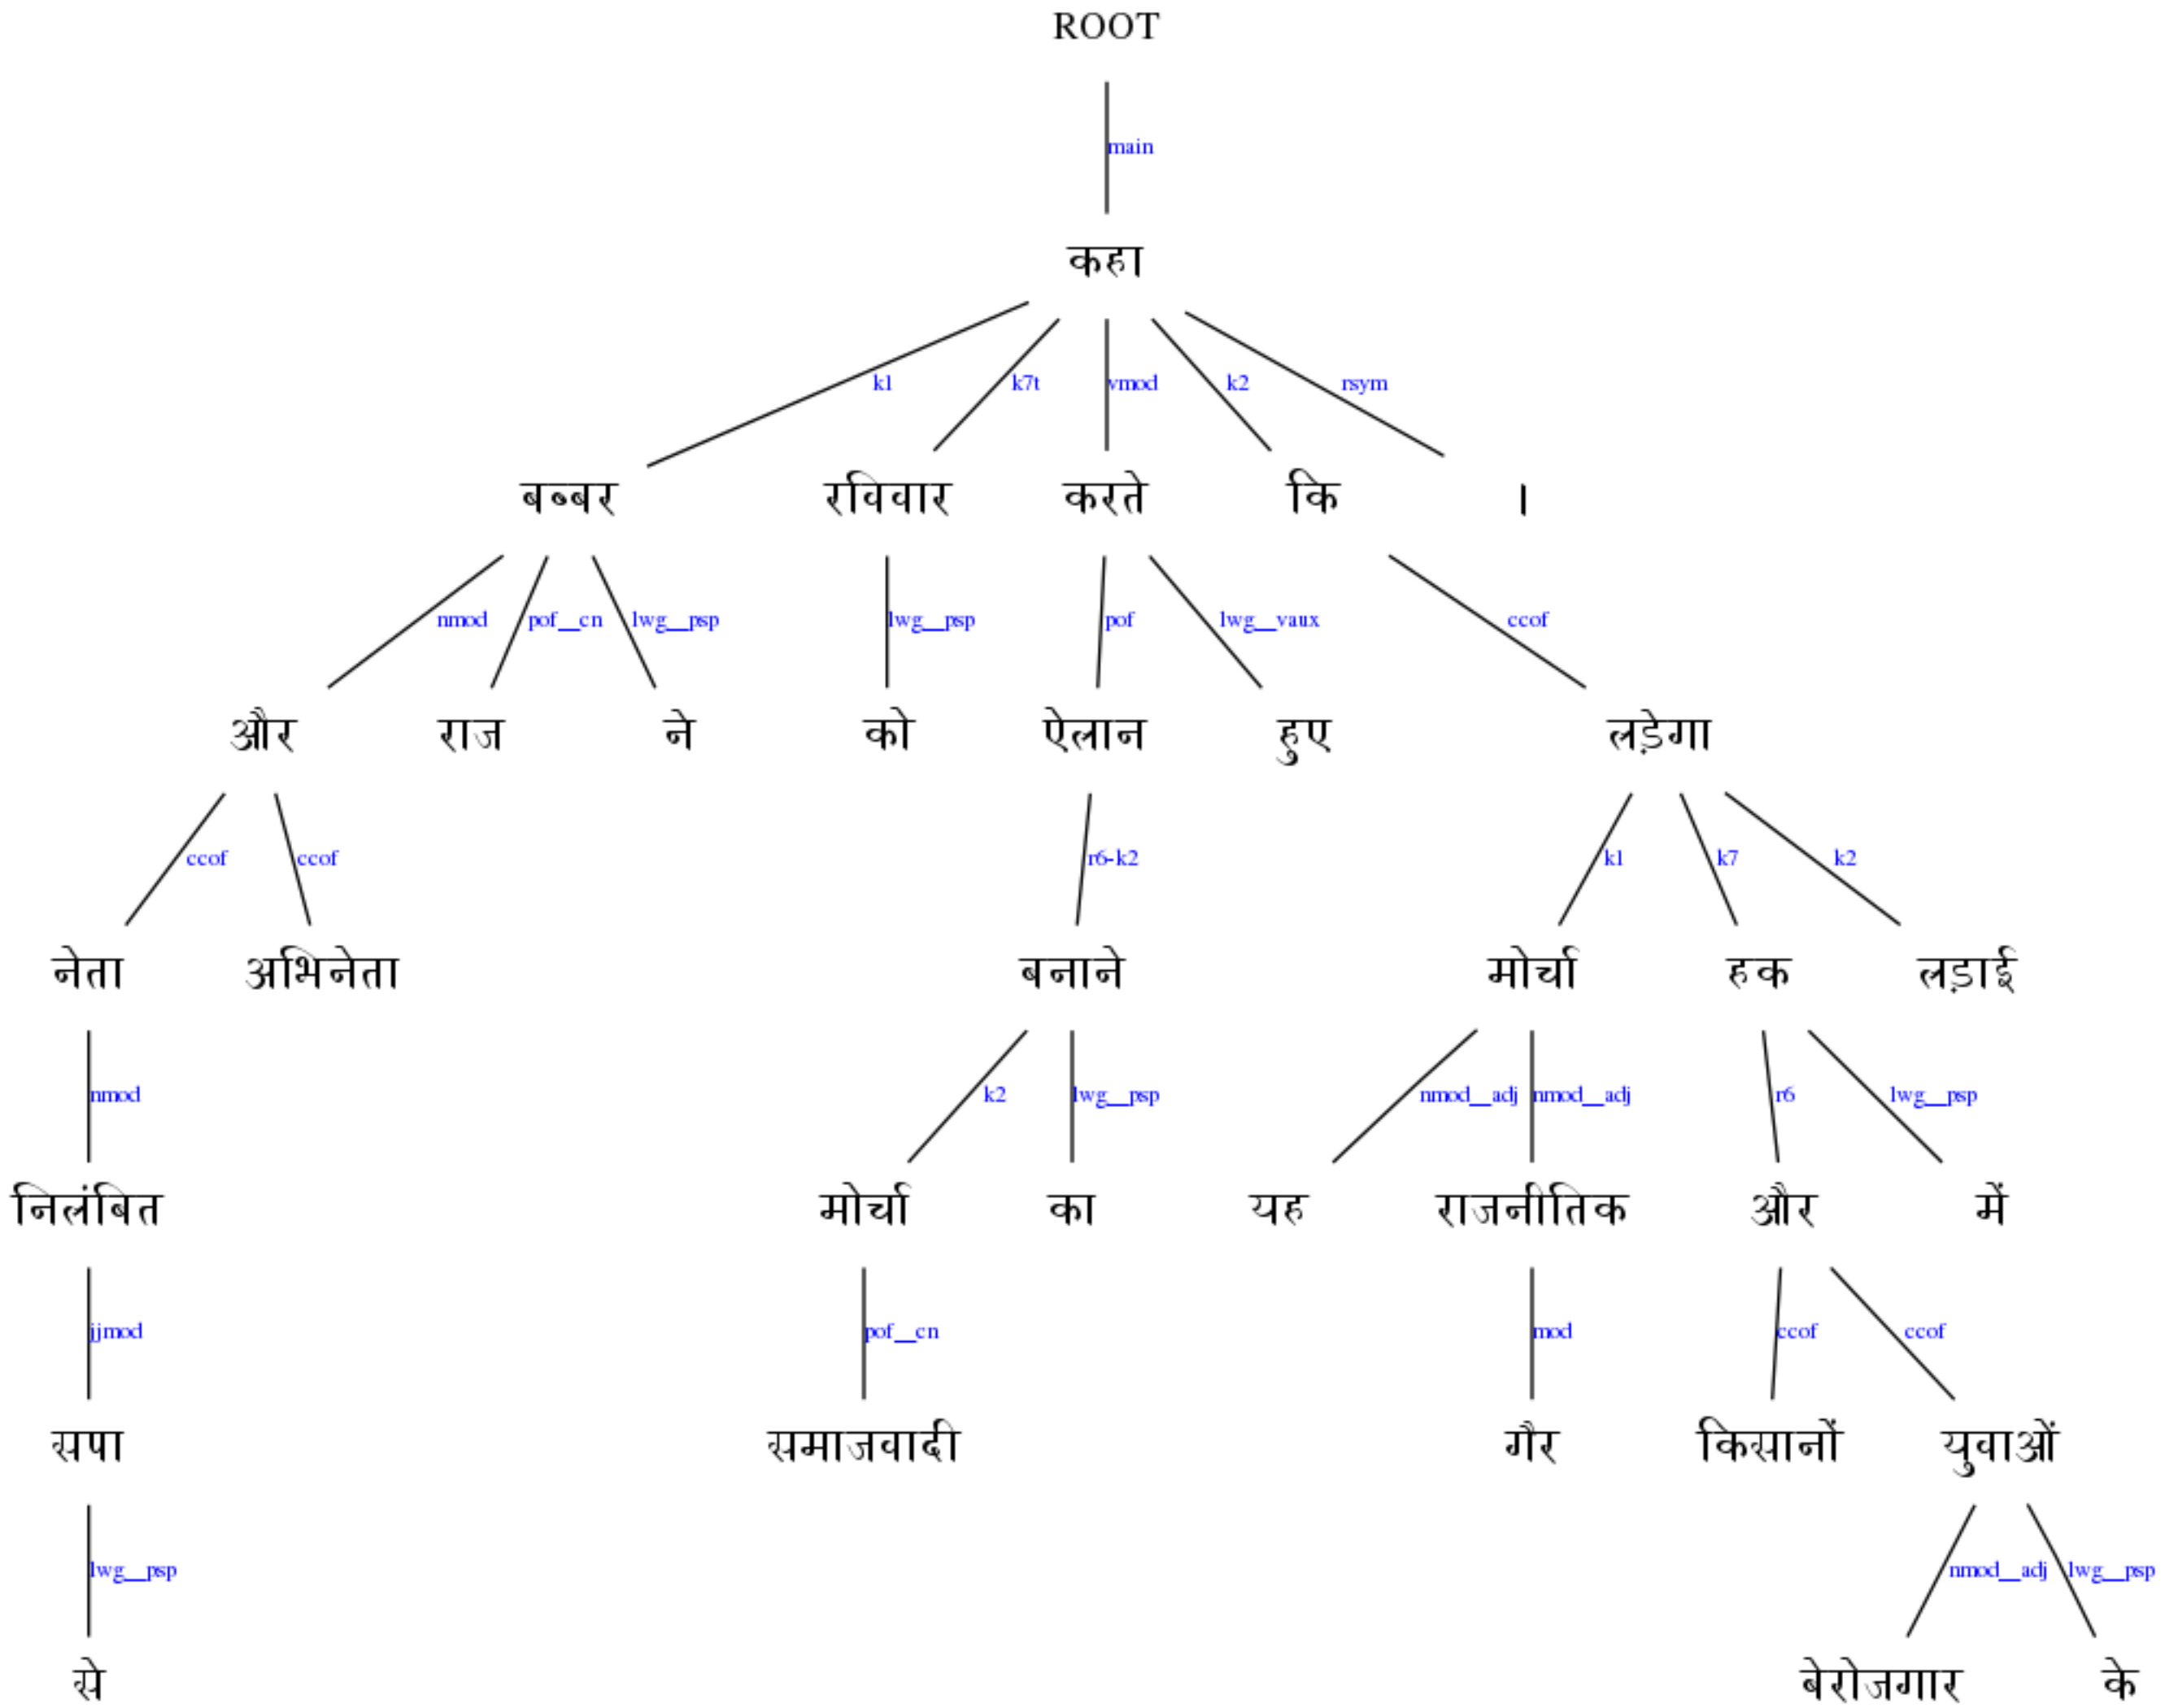 ROOT
main
कहा
k1 k7t vmod k2 rsym
बब्बर रविवार करते कि ।
nmod pof__cn lwg__psp lwg__psp pof lwg__vaux ccof
और राज ने को ऐलान हुए लड़ेगा
ccof ccof r6-k2 k1 k7 k2
नेता अभिनेता बनाने मोर्चा हक लड़ाई
nmod k2 lwg__psp nmod__adj nmod__adj r6 lwg__psp
निलंबित मोर्चा का यह राजनीतिक और में
jjmod pof__cn mod ccof ccof
सपा समाजवादी गैर किसानों युवाओं
lwg__psp nmod__adj lwg__psp
से बेरोजगार के